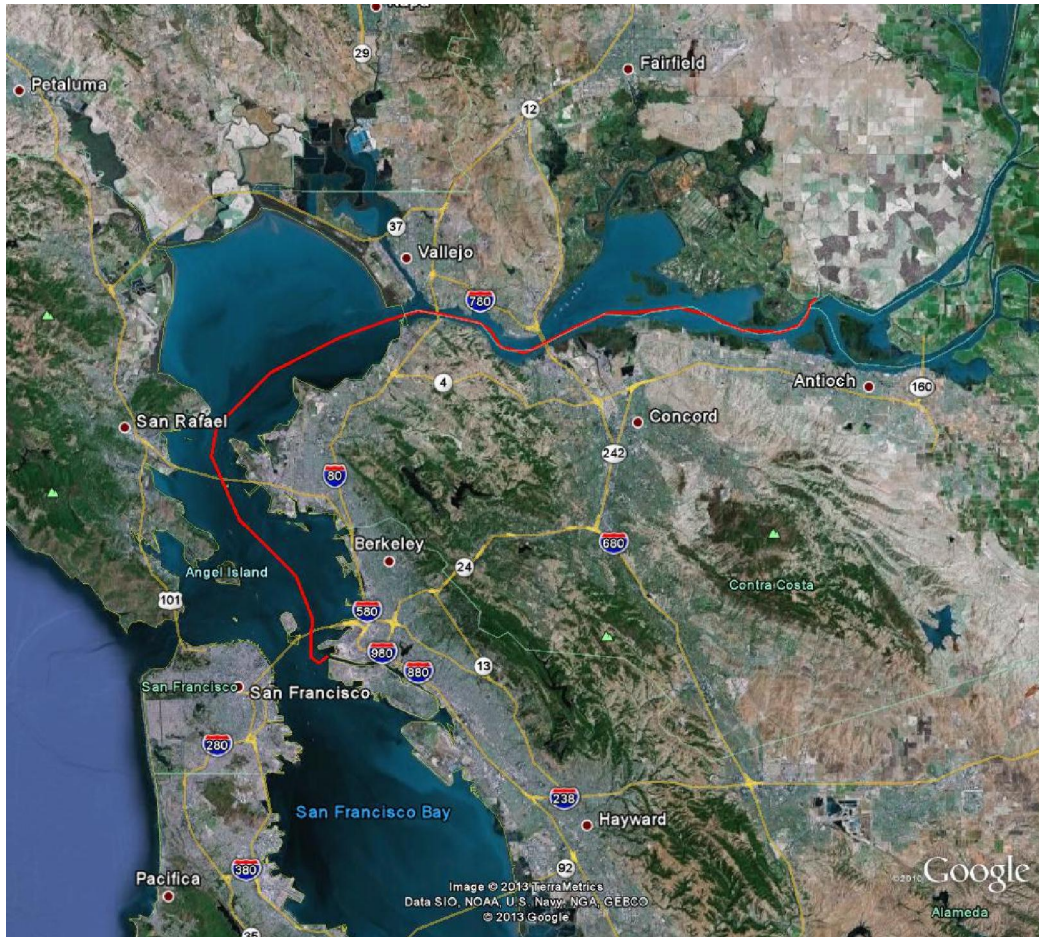 Napa
29
Petaluma
Fairfield
12
37
Vallejo
780
4
Antioch
160
San Rafael
Concord
242
80
Berkeley
680
24
Angel Island
Contra Costa
101
580
980
880
13
San Francisco
San Francisco
280
San Francisco Bay
238
Hayward
92
380
Pacifica
35
Image © 2013 TerraMetrics
Data SIO, NOAA, U.S. Navy, NGA, GEBCO
© 2013 Google
©2010 Google
Alameda